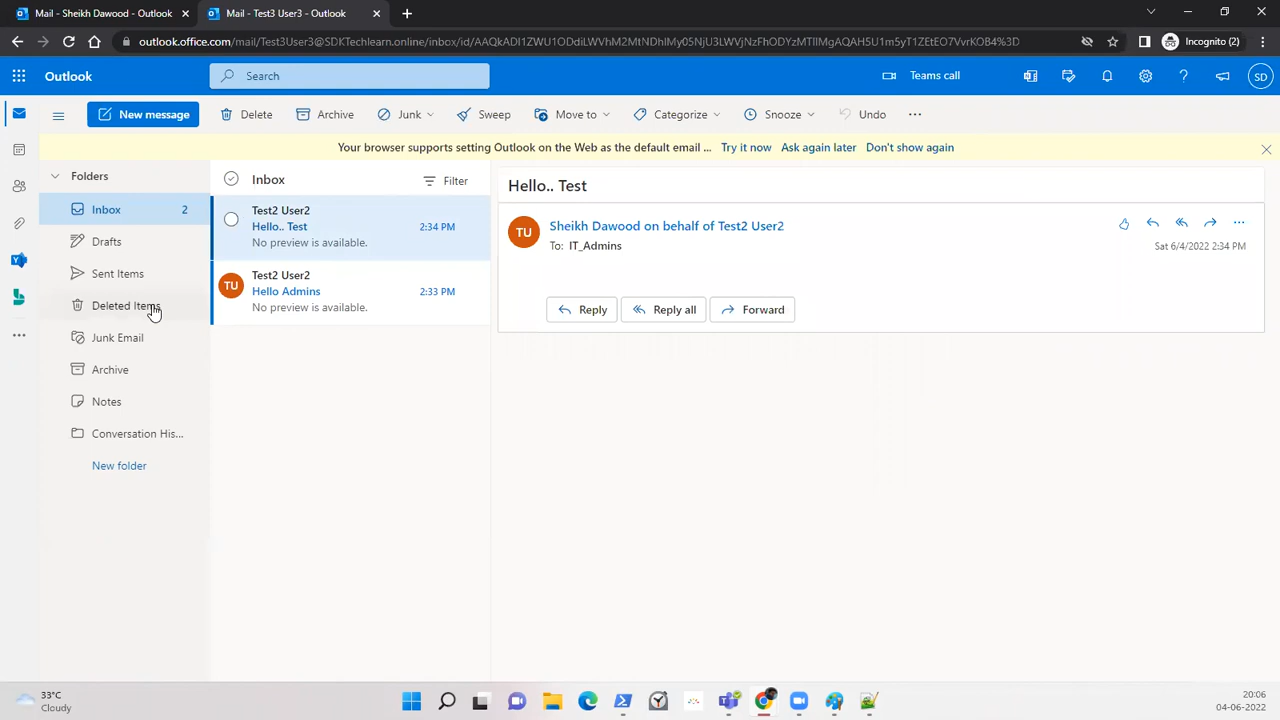 Mail - Sheikh Dawood - Outlook
Mail - Test3 User3 - Outlook
outlook.office.com/mail/Test3User3@SDKTechlearn.online/inbox/id/AAQkADI1ZWU1ODdiLWVhM2MtNDhlMy05NjU3LWVjNzFhODYzMTllMgAQAH5U1m5yT1ZEtEO7VvrKOB4%3D
Incognito (2)
Outlook
Search
Teams call
SD
New message
Delete
Archive
Junk
Sweep
Move to
Categorize
Snooze
Undo
Your browser supports setting Outlook on the Web as the default email ...
Try it now
Ask again later
Don't show again
Folders
Inbox 2
Drafts
Sent Items
Deleted Items
Junk Email
Archive
Notes
Conversation His...
New folder
Inbox
Filter
Test2 User2
Hello.. Test 2:34 PM
No preview is available.
TU
Test2 User2
Hello Admins 2:33 PM
No preview is available.
Hello.. Test
TU
Sheikh Dawood on behalf of Test2 User2
To: IT_Admins
Sat 6/4/2022 2:34 PM
Reply
Reply all
Forward
33°C
Cloudy
20:06
04-06-2022